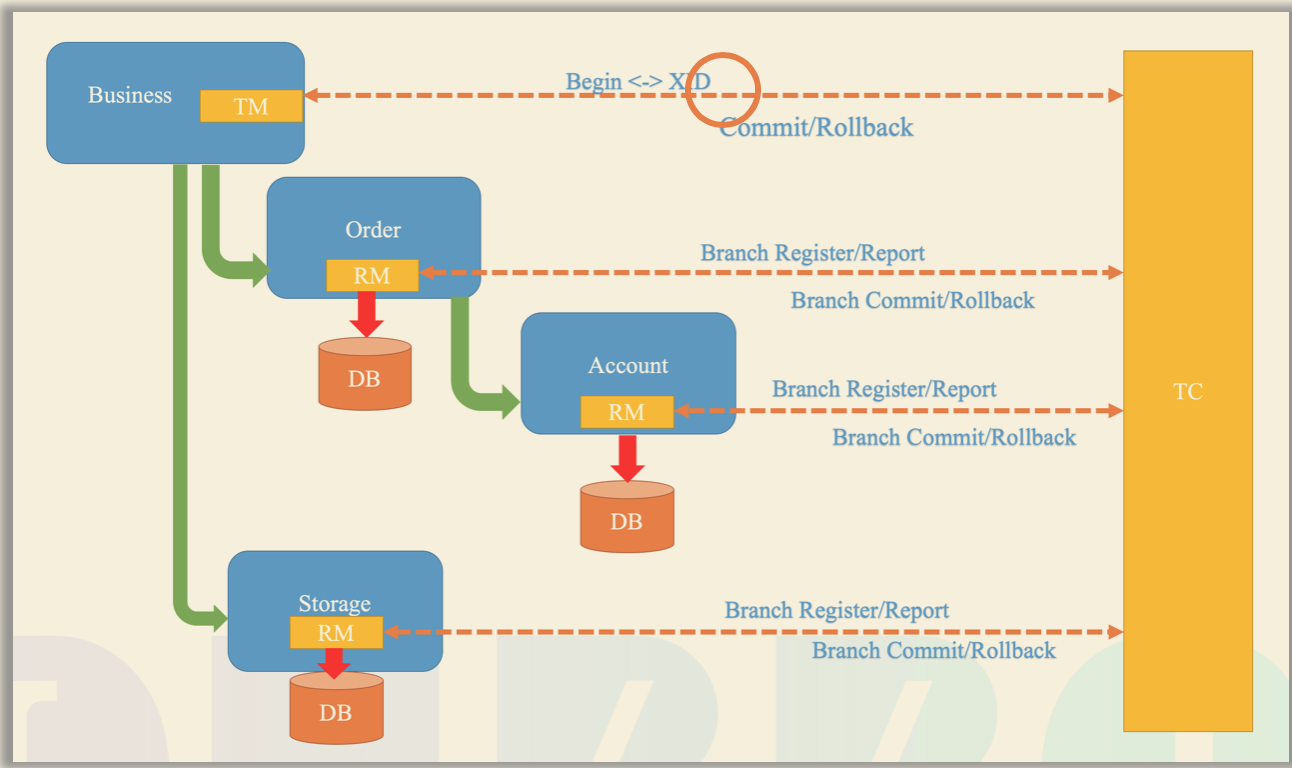 Business
TM
Begin <-> XID
Commit/Rollback
Order
RM
Branch Register/Report
Branch Commit/Rollback
DB
Account
RM
Branch Register/Report
Branch Commit/Rollback
TC
DB
Storage
RM
Branch Register/Report
Branch Commit/Rollback
DB